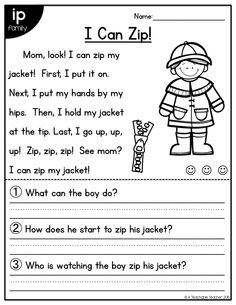 ip
Family
Name:
I Can Zip!
Mom, look! I can zip my
jacket! First, I put it on.
Next, I put my hands by my
hips. Then, I hold my jacket
at the tip. Last, I go up, up,
up! Zip, zip, zip! See mom?
I can zip my jacket!
1 What can the boy do?
2 How does he start to zip his jacket?
3 Who is watching the boy zip his jacket?
© A Teachable Teacher